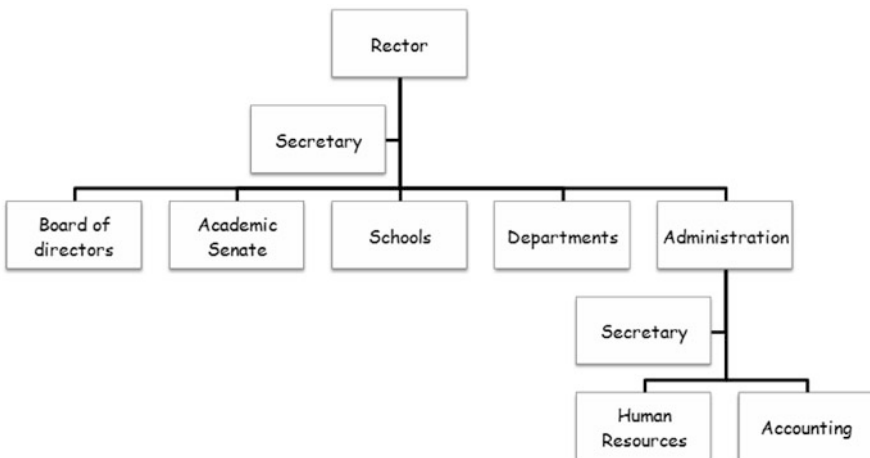 Rector
Secretary
Board of
directors
Academic
Senate
Schools
Departments
Administration
Secretary
Human
Resources
Accounting